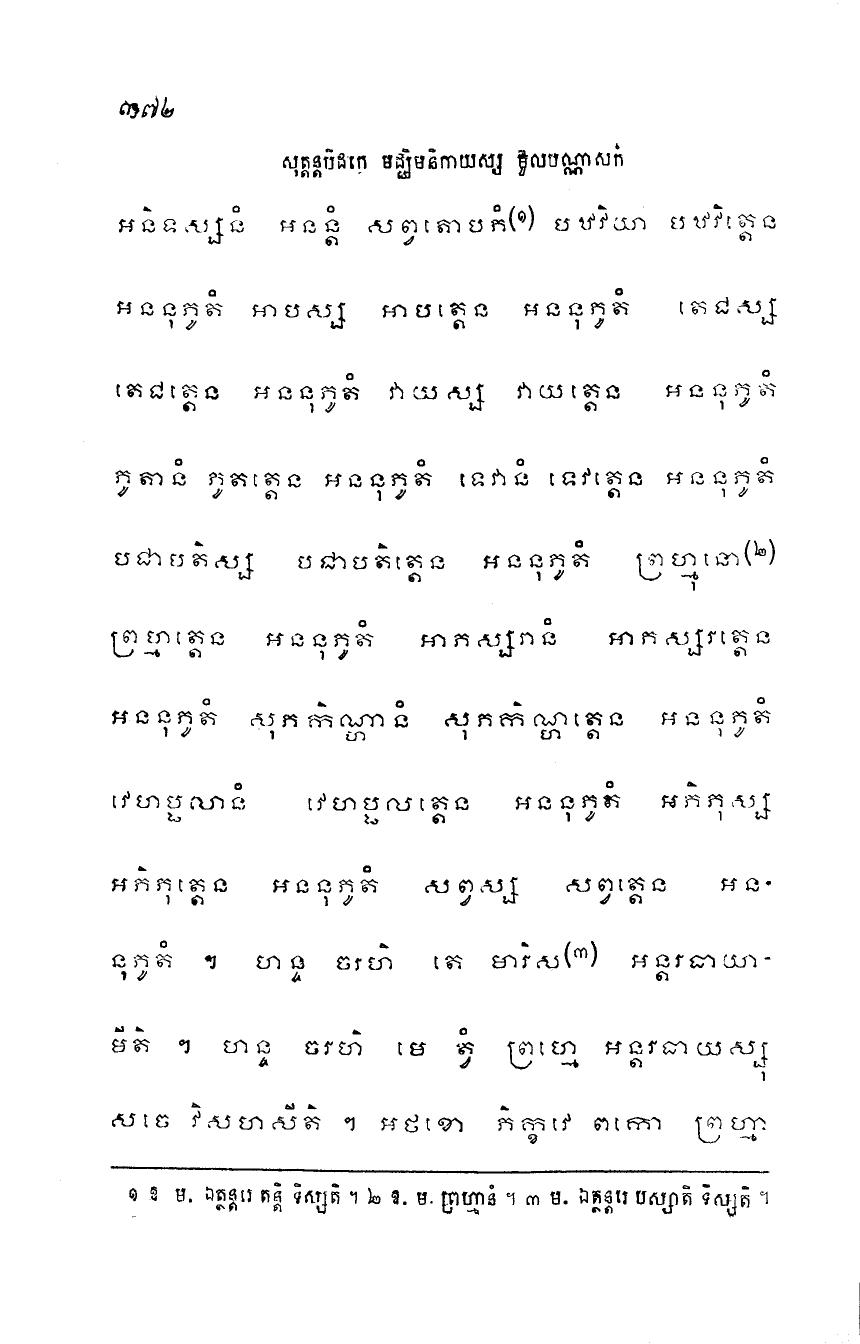 ៣៧២
សុត្តន្តបិដកេ មជ្ឈិមនិកាយស្ស មូលបណ្ណាសកំ
អនិទស្សនំ អនន្តំ សព្វតោបភំ(១) បឋវិយា បឋវិត្តេន
អននុភូតំ អាបស្ស អាបត្តេន អននុភូតំ តេជស្ស
តេជត្តេន អននុភូតំ វាយស្ស វាយត្តេន អននុភូតំ
ភូតានំ ភូតត្តេន អននុភូតំ ទេវានំ ទេវត្តេន អននុភូតំ
បជាបតិស្ស បជាបតិត្តេន អននុភូតំ ព្រហ្មុនោ(២)
ព្រហ្មត្តេន អននុភូតំ អាភស្សរានំ អាភស្សរត្តេន
អននុភូតំ សុភកិណ្ហានំ សុភកិណ្ហត្តេន អននុភូតំ
វេហប្ផលានំ វេហប្ផលត្តេន អននុភូតំ អភិភុស្ស
អភិភុត្តេន អននុភូតំ សព្វស្ស សព្វត្តេន អន-
នុភូតំ ។ ហន្ទ ចរហិ តេ មារិស(៣) អន្តរធាយា-
មីតិ ។ ហន្ទ ចរហិ មេ ត្វំ ព្រហ្មេ អន្តរធាយស្សុ
សចេ វិសហសីតិ ។ អថខោ ភិក្ខវេ ពកោ ព្រហ្មា
១ ឱ ម. ឯត្ថន្តរេ តន្តិ ទិស្សតិ ។ ២ ឱ. ម. ព្រហ្មានំ ។ ៣ ម. ឯត្ថន្តរេ បស្សាតិ ទិស្សតិ ។